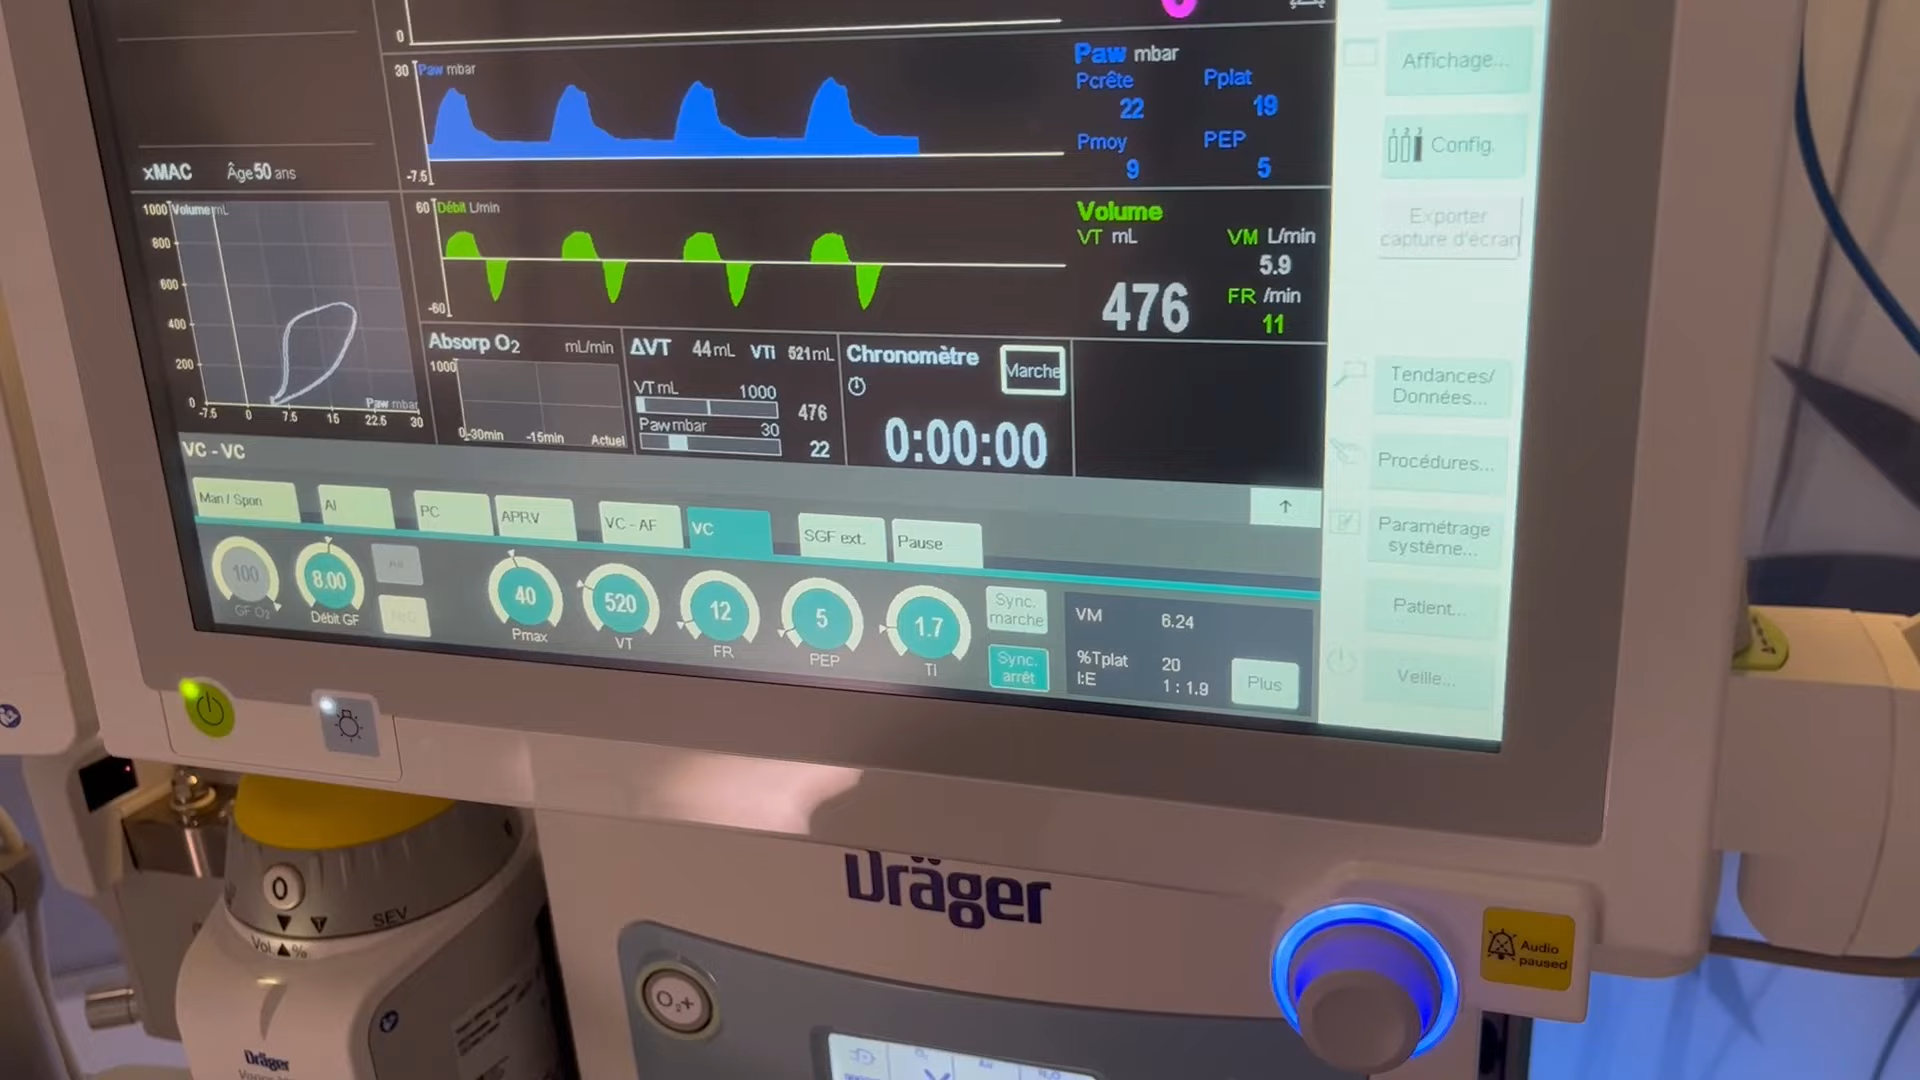 0
30 Paw mbar
-7.5
Paw mbar
Pcrête Pplat
22 19
Pmoy PEP
9 5
xMAC Âge 50 ans
1000 Volume mL
800
600
400
200
0
-7.5 0 7.5 15 22.5 30
Paw mbar
60 Débit L/min
-60
Volume
VT mL VM L/min
5.9
476 FR /min
11
Absorp O2 mL/min
1000
0 -30min -15min Actuel
ΔVT 44 mL VTi 521 mL
VT mL 1000
476
Paw mbar 30
22
Chronomètre Marche
0:00:00
VC - VC
Man / Spon AI PC APRV VC - AF VC SGF ext. Pause
↑
100 8.00 40 520 12 5 1.7
GF O2 Débit GF Pmax VT FR PEP Ti
Sync. marche
Sync. arrêt
VM 6.24
%Tplat 20
I:E 1 : 1.9
Plus
Affichage...
Config.
Exporter
capture d'écran
Tendances/
Données...
Procédures...
Paramétrage
système...
Patient...
Veille...
Dräger
Audio
paused
0
SEV
Vol %
O2+
Dräger